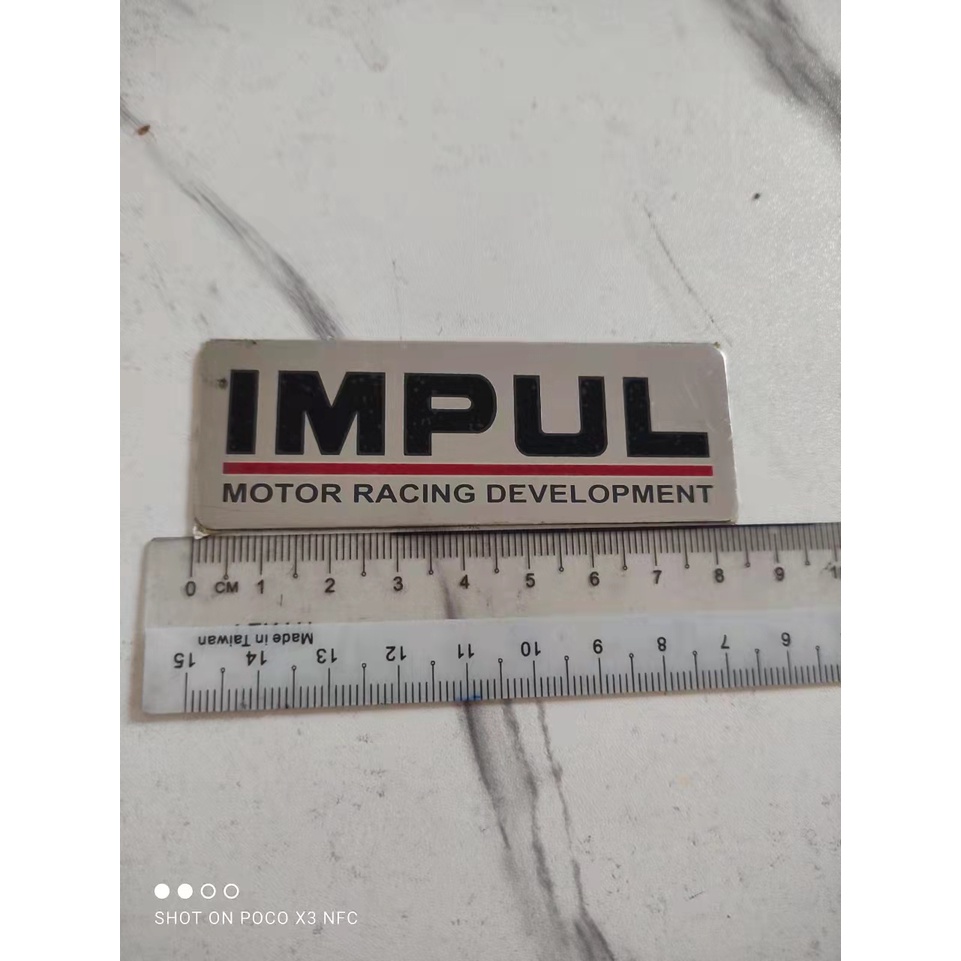 IMPUL
MOTOR RACING DEVELOPMENT
0 CM 1 2 3 4 5 6 7 8 9
Made in Taiwan
15 14 13 12 11 10 9 8 7 6
SHOT ON POCO X3 NFC